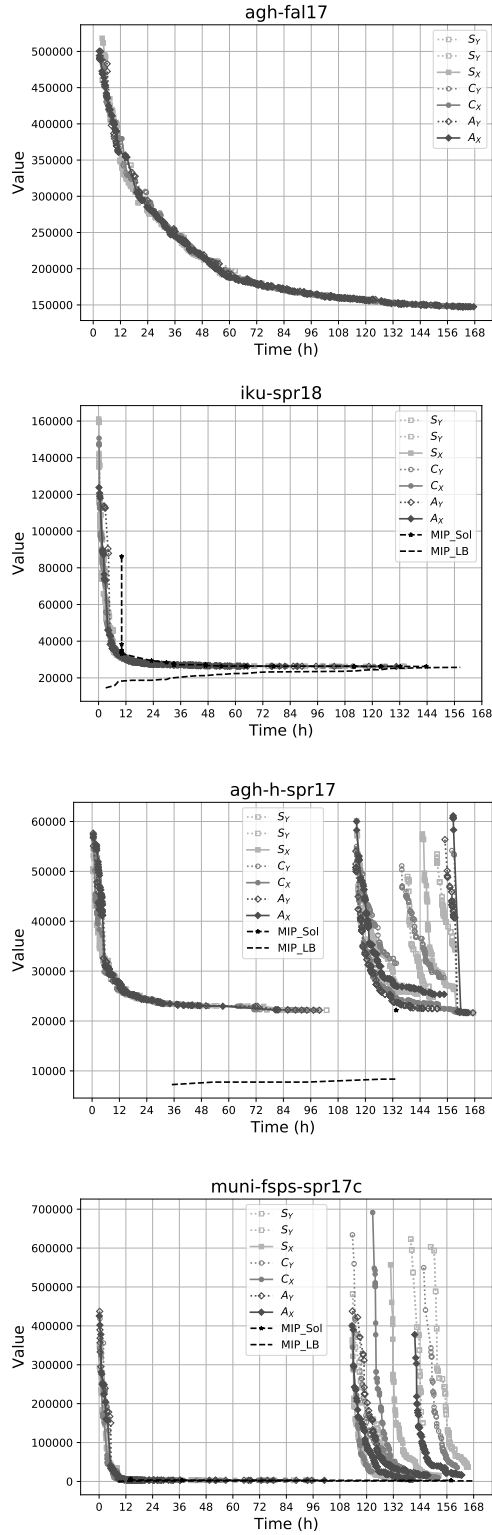 agh-fal17
Value
500000
450000
400000
350000
300000
250000
200000
150000
S_Y
S_Y
S_X
C_Y
C_X
A_Y
A_X
0 12 24 36 48 60 72 84 96 108 120 132 144 156 168
Time (h)
iku-spr18
Value
160000
140000
120000
100000
80000
60000
40000
20000
S_Y
S_Y
S_X
C_Y
C_X
A_Y
A_X
MIP_Sol
MIP_LB
0 12 24 36 48 60 72 84 96 108 120 132 144 156 168
Time (h)
agh-h-spr17
Value
60000
50000
40000
30000
20000
10000
S_Y
S_Y
S_X
C_Y
C_X
A_Y
A_X
MIP_Sol
MIP_LB
0 12 24 36 48 60 72 84 96 108 120 132 144 156 168
Time (h)
muni-fsps-spr17c
Value
700000
600000
500000
400000
300000
200000
100000
0
S_Y
S_Y
S_X
C_Y
C_X
A_Y
A_X
MIP_Sol
MIP_LB
0 12 24 36 48 60 72 84 96 108 120 132 144 156 168
Time (h)